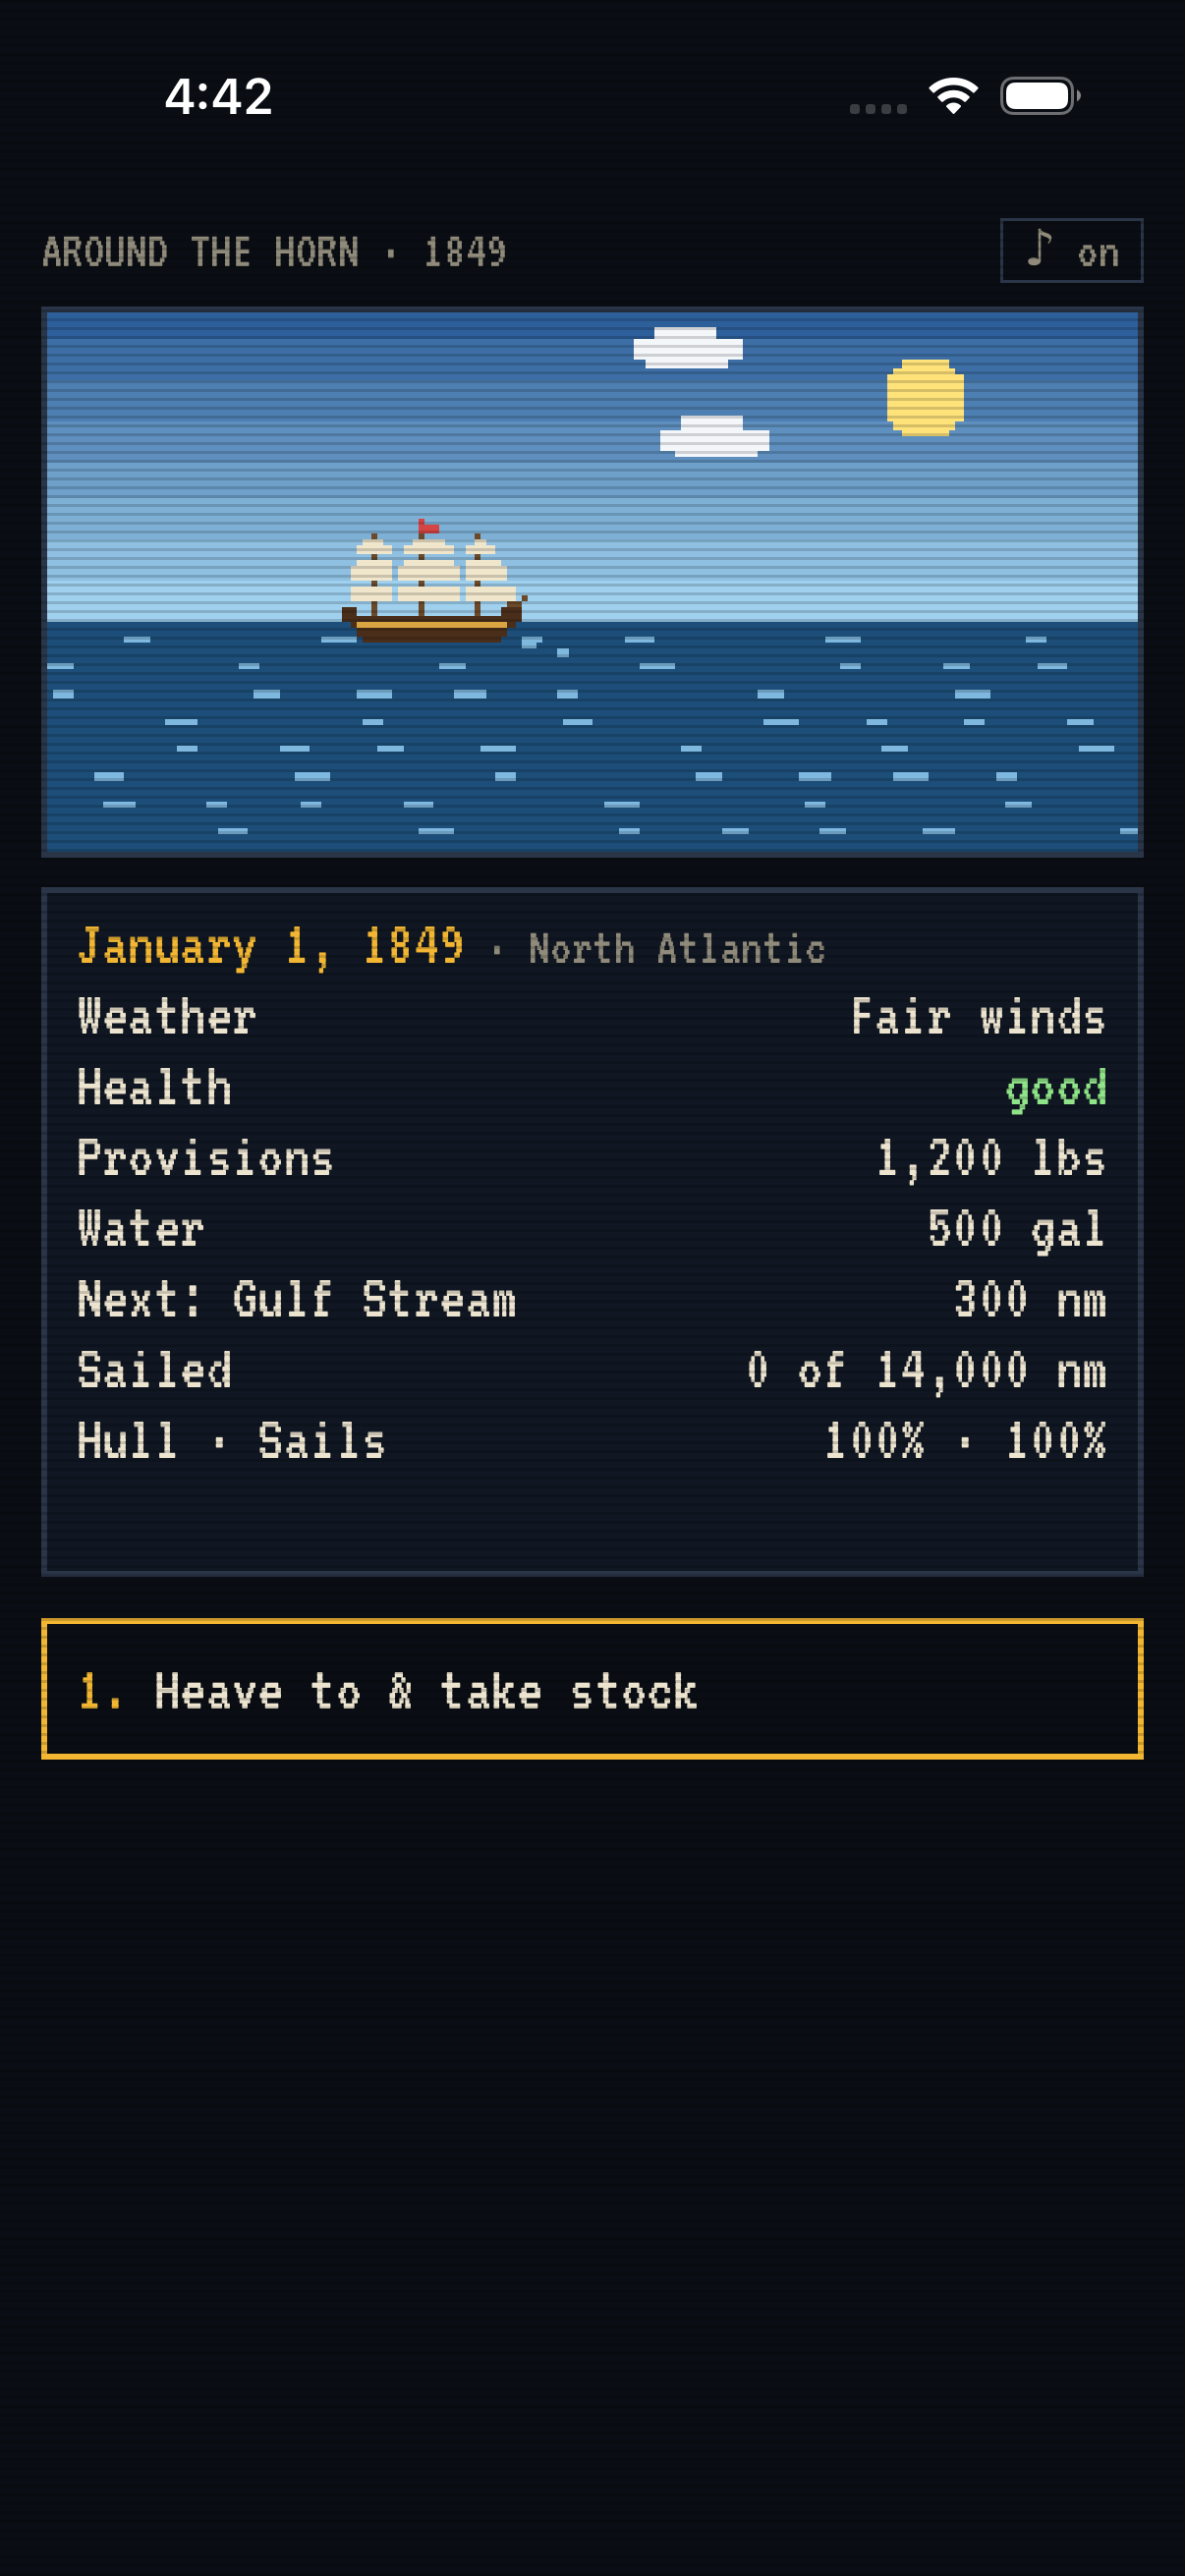 4:42
AROUND THE HORN · 1849
♪ on
January 1, 1849 · North Atlantic
Weather Fair winds
Health good
Provisions 1,200 lbs
Water 500 gal
Next: Gulf Stream 300 nm
Sailed 0 of 14,000 nm
Hull · Sails 100% · 100%
1. Heave to & take stock